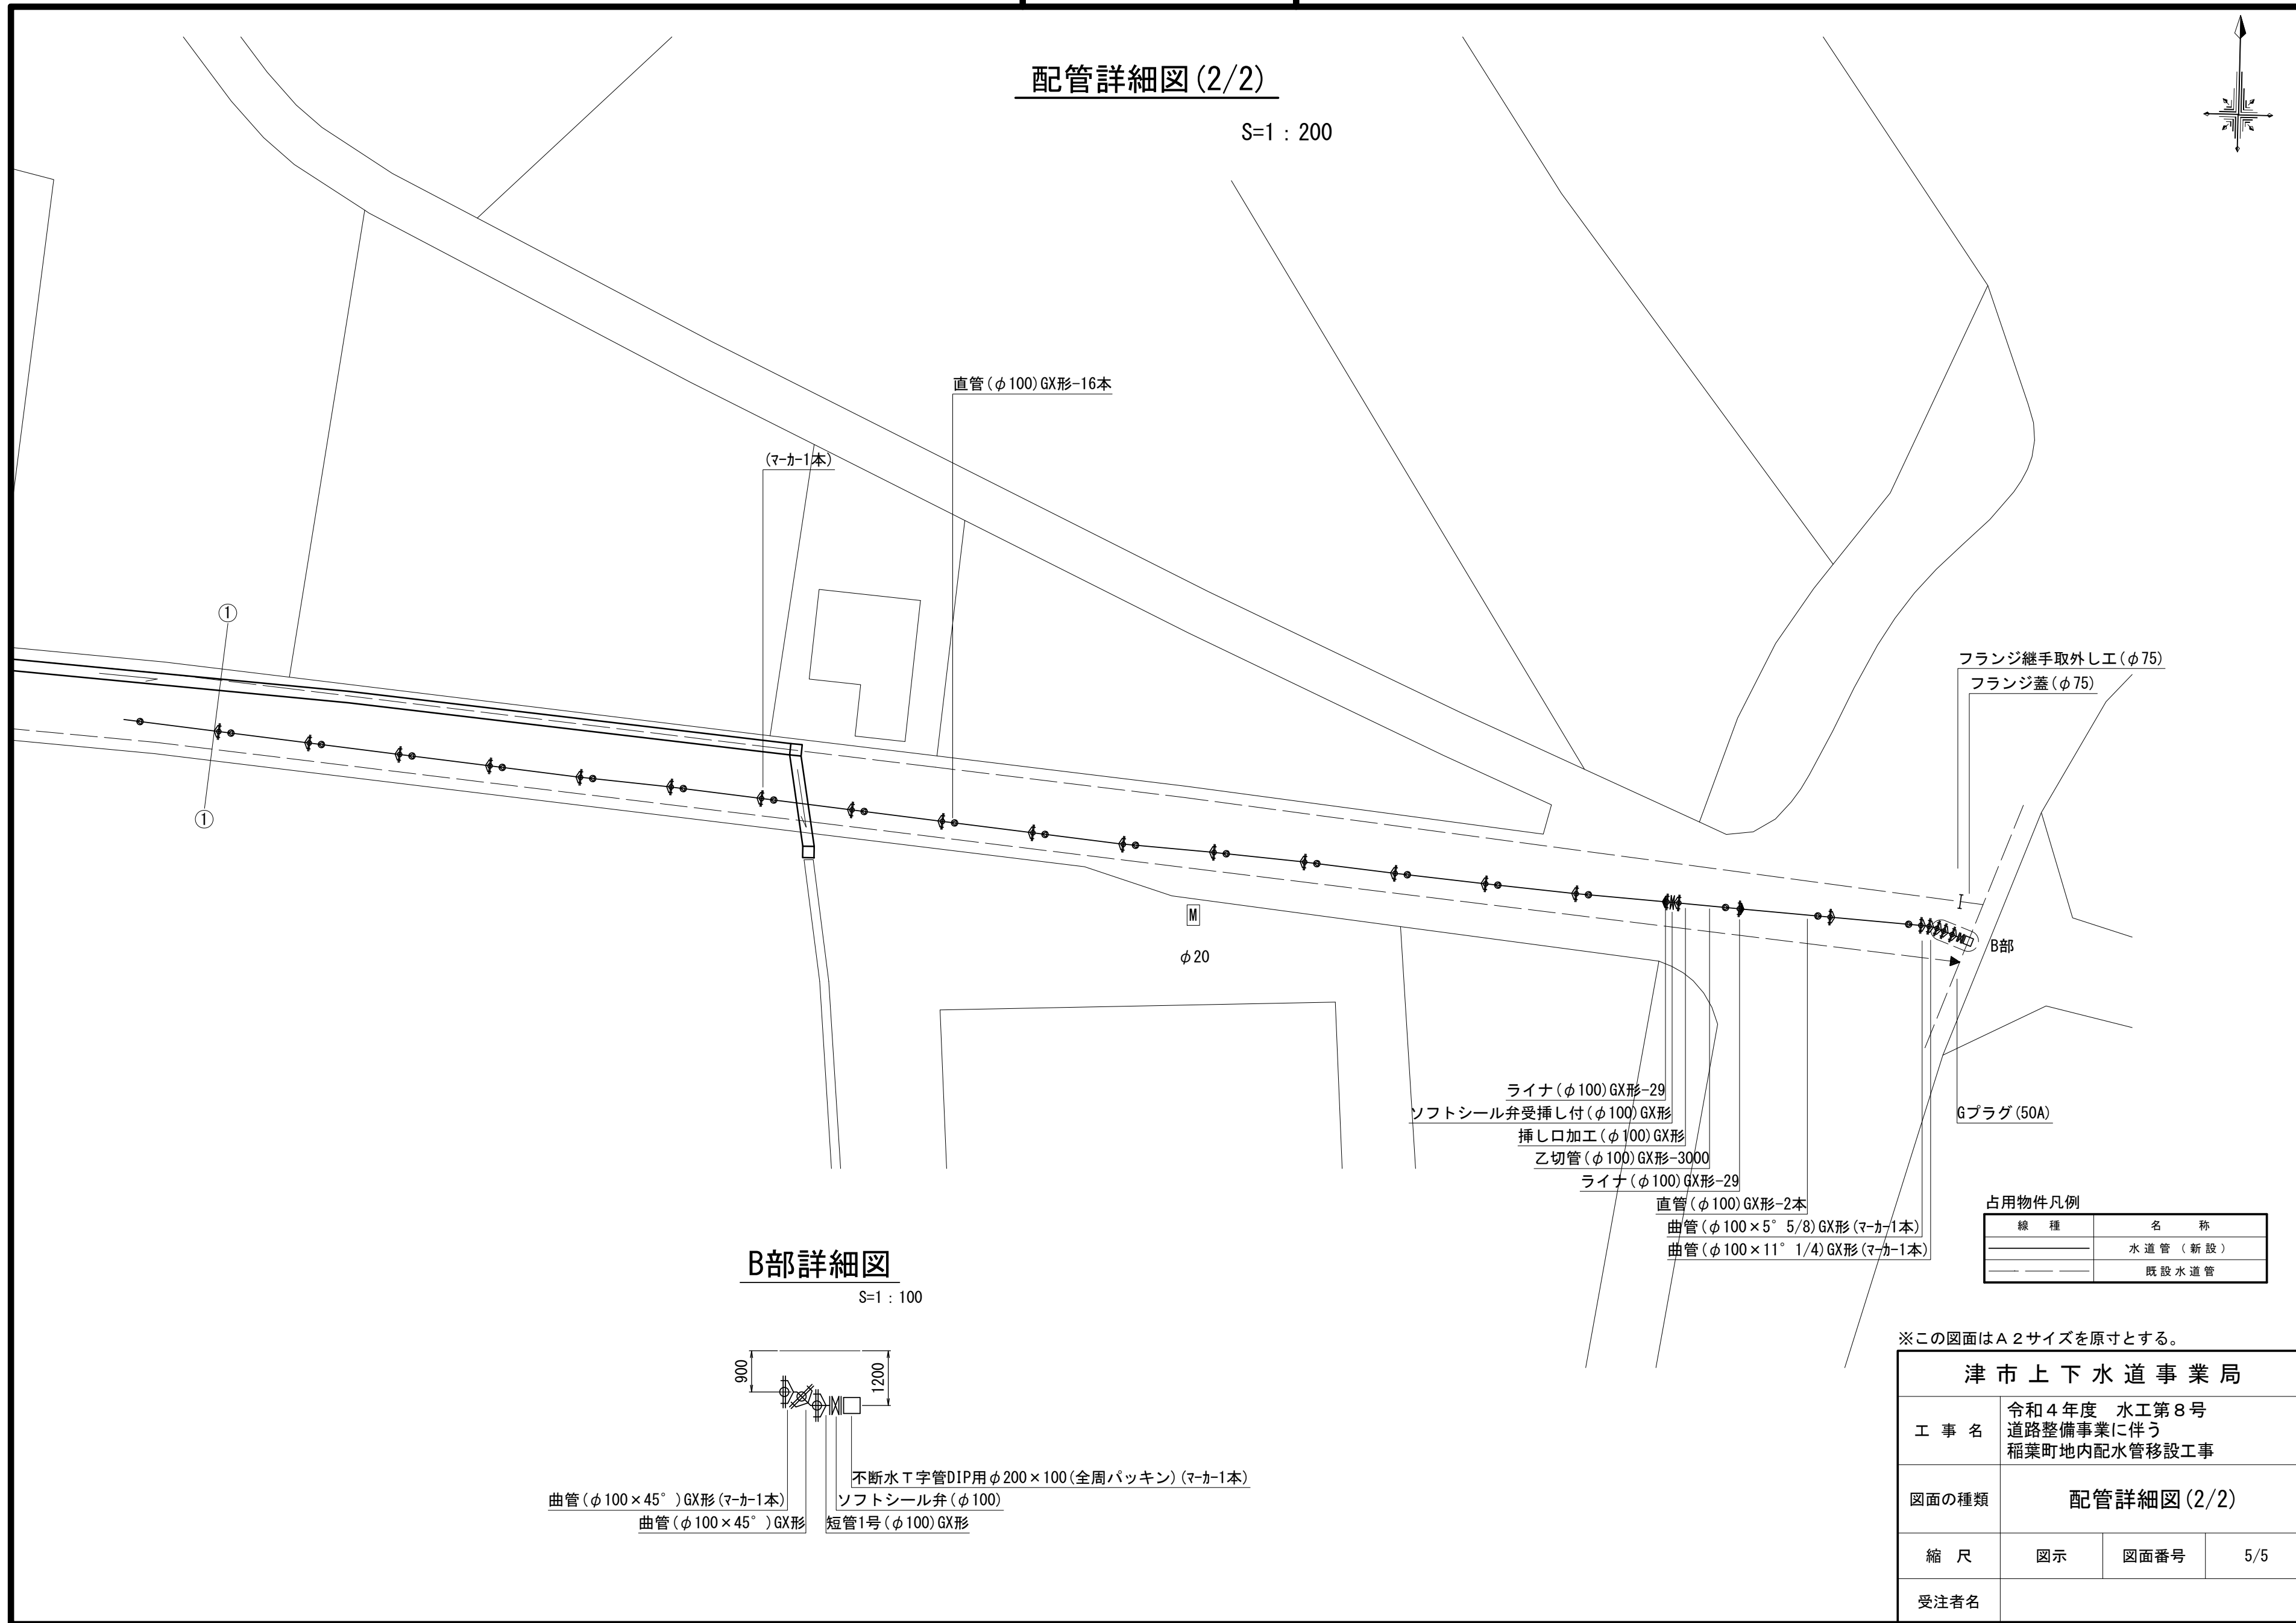 配管詳細図(2/2)
S=1：200
直管(φ100)GX形-16本
(マーカー1本)
①
①
フランジ継手取外し工(φ75)
フランジ蓋(φ75)
B部
M
φ20
ライナ(φ100)GX形-29
ソフトシール弁受挿し付(φ100)GX形
挿し口加工(φ100)GX形
乙切管(φ100)GX形-3000
ライナ(φ100)GX形-29
直管(φ100)GX形-2本
曲管(φ100×5°5/8)GX形(マーカー1本)
曲管(φ100×11°1/4)GX形(マーカー1本)
Gプラグ(50A)
占用物件凡例
線　種　名　称
水道管（新設）
既設水道管
B部詳細図
S=1：100
900
1200
不断水T字管DIP用φ200×100(全周パッキン)(マーカー1本)
曲管(φ100×45°)GX形(マーカー1本)
ソフトシール弁(φ100)
曲管(φ100×45°)GX形
短管1号(φ100)GX形
※この図面はA２サイズを原寸とする。
津市上下水道事業局
工事名
令和４年度　水工第８号
道路整備事業に伴う
稲葉町地内配水管移設工事
図面の種類　配管詳細図(2/2)
縮　尺　図示　図面番号　5/5
受注者名